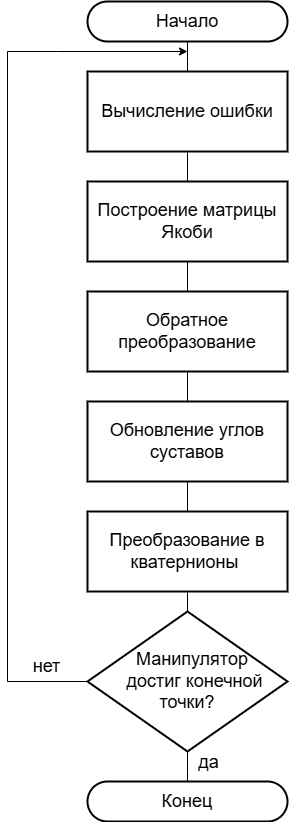 Начало
Вычисление ошибки
Построение матрицы
Якоби
Обратное
преобразование
Обновление углов
суставов
Преобразование в
кватернионы
Манипулятор
достиг конечной
точки?
нет
да
Конец